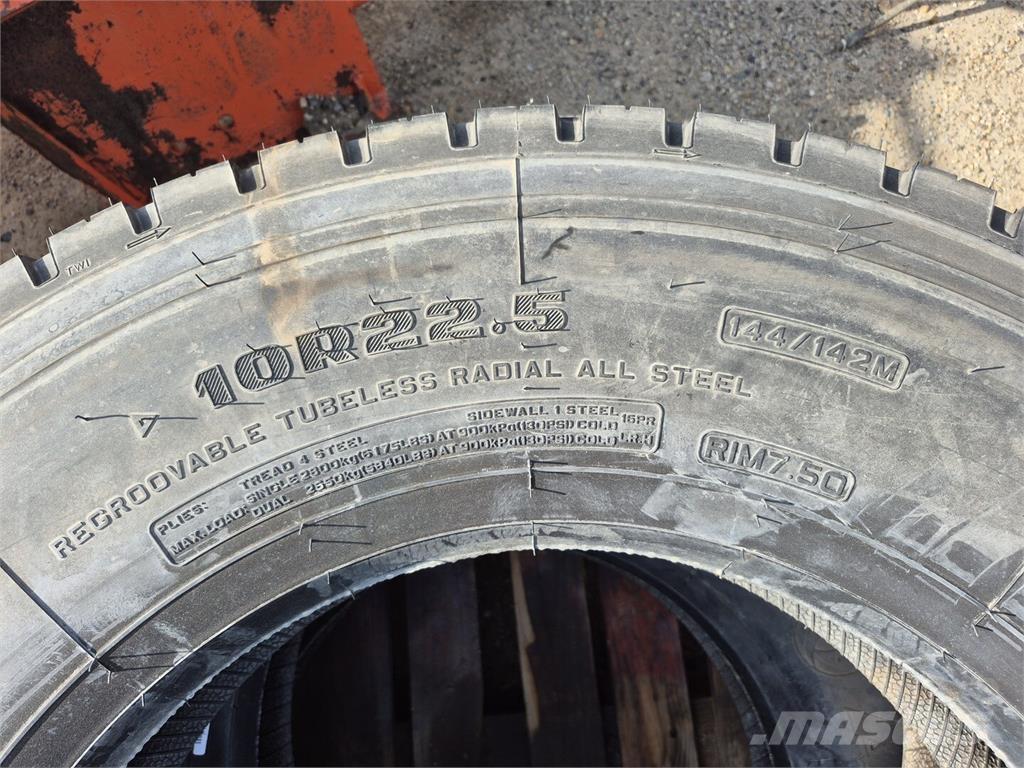 TWI
10R22.5
144/142M
REGROOVABLE TUBELESS RADIAL ALL STEEL
PLIES: TREAD 4 STEEL SIDEWALL 1 STEEL 16PR
MAX. LOAD: SINGLE 2800kg(6175LBS) AT 900kPa(130PSI) COLD LR.H
DUAL 2650kg(5840LBS) AT 900kPa(130PSI) COLD
RIM7.50